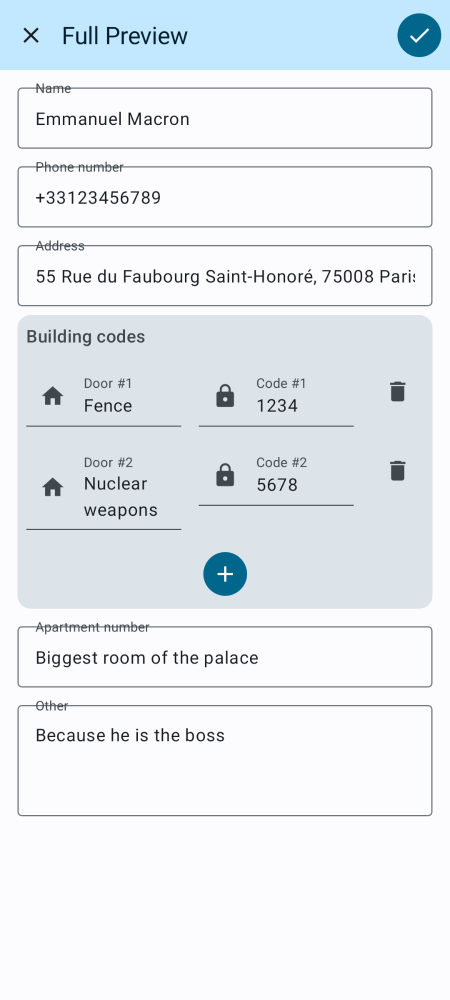 Full Preview
Name
Emmanuel Macron
Phone number
+33123456789
Address
55 Rue du Faubourg Saint-Honoré, 75008 Paris
Building codes
Door #1
Fence
Code #1
1234
Door #2
Nuclear
weapons
Code #2
5678
Apartment number
Biggest room of the palace
Other
Because he is the boss